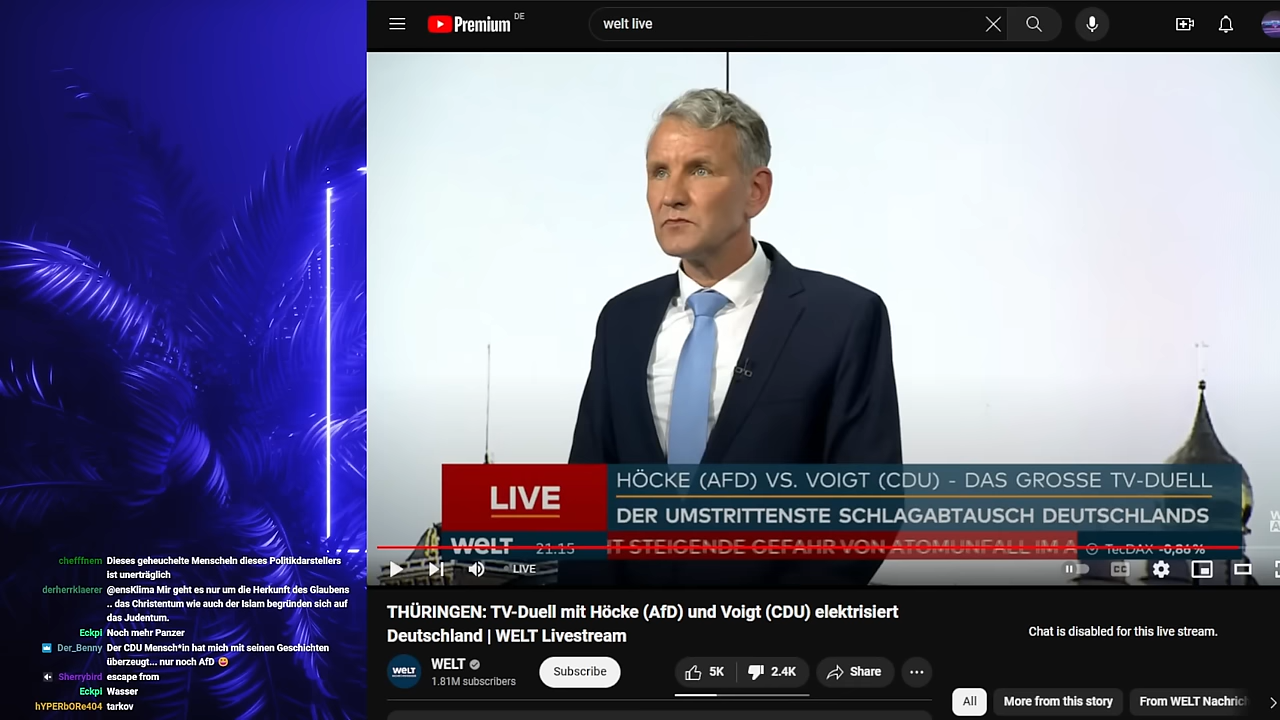 Premium DE
welt live
LIVE
HÖCKE (AFD) VS. VOIGT (CDU) - DAS GROSSE TV-DUELL
DER UMSTRITTENSTE SCHLAGABTAUSCH DEUTSCHLANDS
WELT 21:15 T STEIGENDE GEFAHR VON ATOMUNFALL IM A TecDAX -0,86%
LIVE
CC
THÜRINGEN: TV-Duell mit Höcke (AfD) und Voigt (CDU) elektrisiert
Deutschland | WELT Livestream
welt
WELT
1.81M subscribers
Subscribe
5K
2.4K
Share
Chat is disabled for this live stream.
All
More from this story
From WELT Nachric
chefffnem Dieses geheuchelte Menscheln dieses Politikdarstellers
ist unerträglich
derherrklaerer @ensKlima Mir geht es nur um die Herkunft des Glaubens
.. das Christentum wie auch der Islam begründen sich auf
das Judentum.
Eckpi Noch mehr Panzer
Der_Benny Der CDU Mensch*in hat mich mit seinen Geschichten
überzeugt... nur noch AfD 🤩
Sherrybird escape from
Eckpi Wasser
hYPERbORe404 tarkov